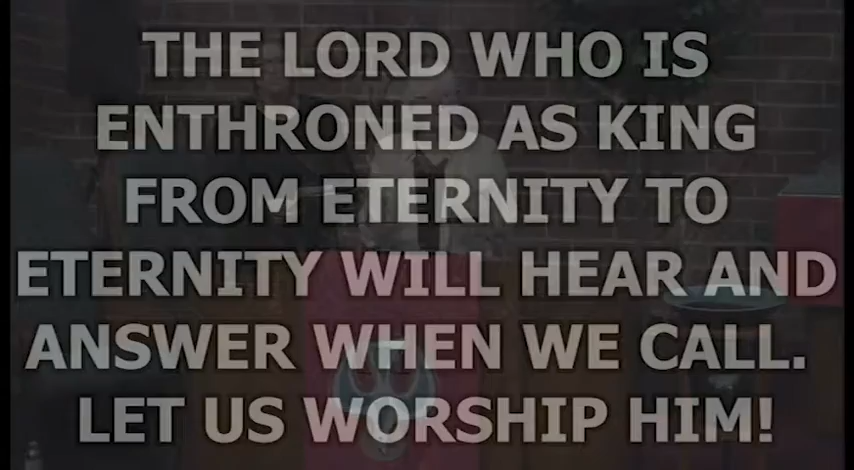 THE LORD WHO IS
ENTHRONED AS KING
FROM ETERNITY TO
ETERNITY WILL HEAR AND
ANSWER WHEN WE CALL.
LET US WORSHIP HIM!